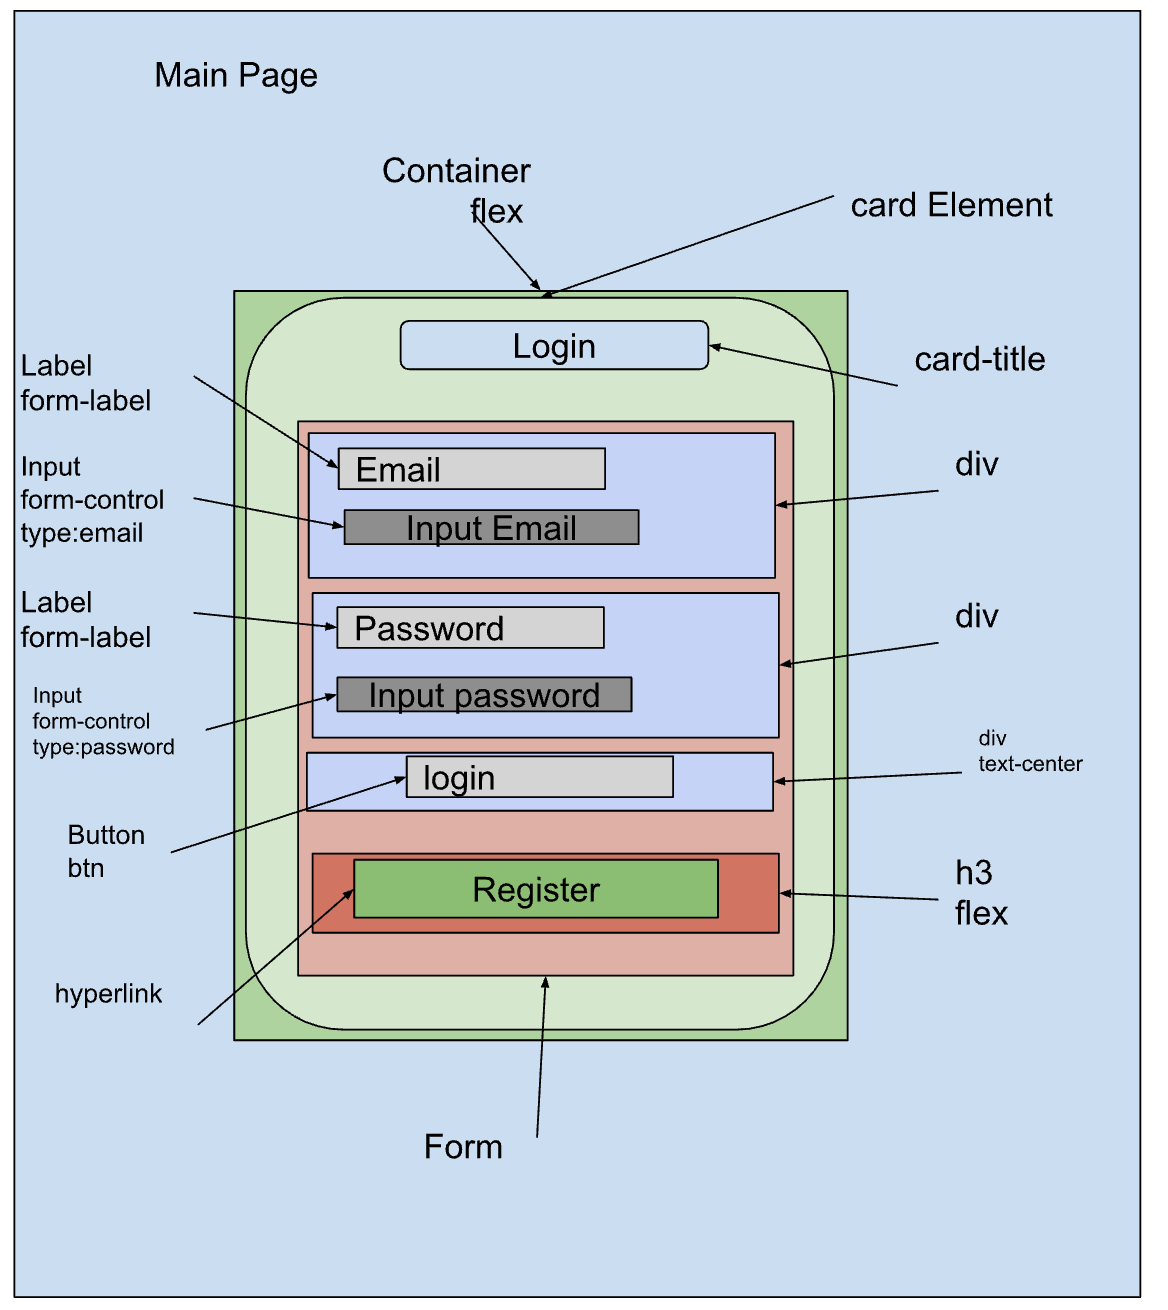 Main Page
Container
flex
card Element
Login
card-title
Label
form-label
Email
div
Input
form-control
type:email
Input Email
Label
form-label
Password
div
Input
form-control
type:password
Input password
div
text-center
login
Button
btn
Register
h3
flex
hyperlink
Form